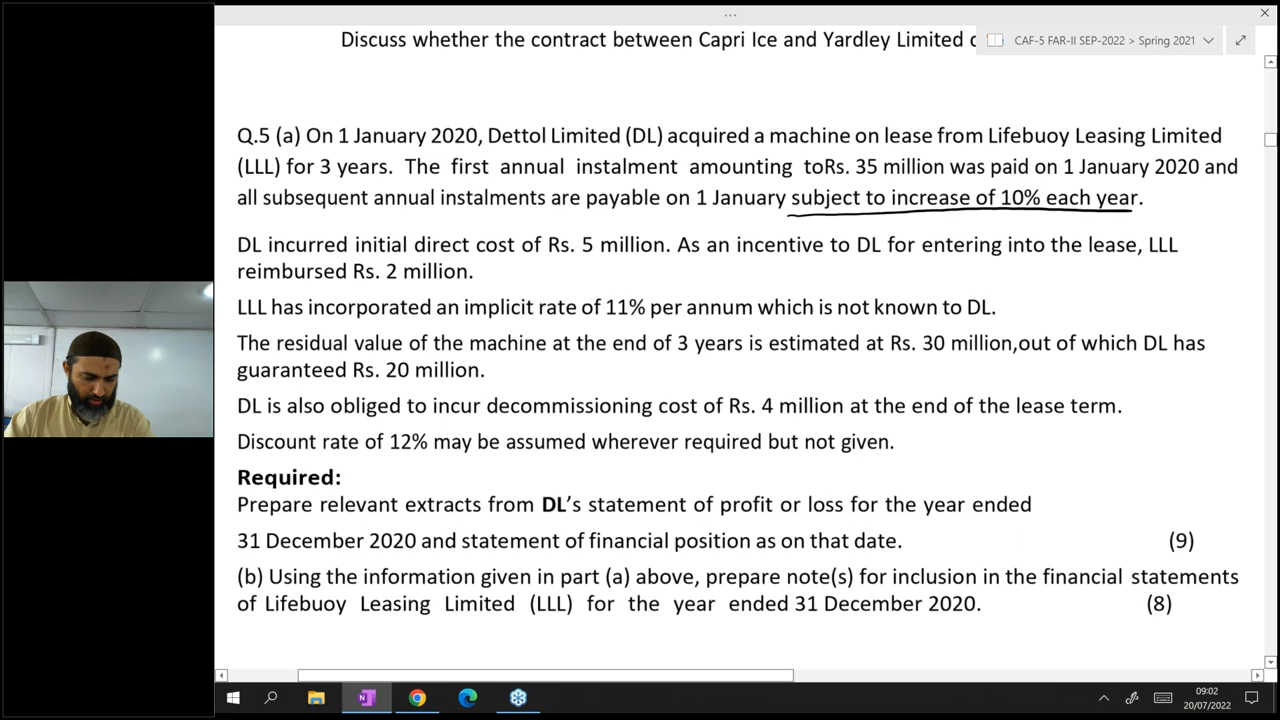 Discuss whether the contract between Capri Ice and Yardley Limited c
CAF-5 FAR-II SEP-2022 > Spring 2021
Q.5 (a) On 1 January 2020, Dettol Limited (DL) acquired a machine on lease from Lifebuoy Leasing Limited
(LLL) for 3 years. The first annual instalment amounting toRs. 35 million was paid on 1 January 2020 and
all subsequent annual instalments are payable on 1 January subject to increase of 10% each year.
DL incurred initial direct cost of Rs. 5 million. As an incentive to DL for entering into the lease, LLL
reimbursed Rs. 2 million.
LLL has incorporated an implicit rate of 11% per annum which is not known to DL.
The residual value of the machine at the end of 3 years is estimated at Rs. 30 million,out of which DL has
guaranteed Rs. 20 million.
DL is also obliged to incur decommissioning cost of Rs. 4 million at the end of the lease term.
Discount rate of 12% may be assumed wherever required but not given.
Required:
Prepare relevant extracts from DL's statement of profit or loss for the year ended
31 December 2020 and statement of financial position as on that date. (9)
(b) Using the information given in part (a) above, prepare note(s) for inclusion in the financial statements
of Lifebuoy Leasing Limited (LLL) for the year ended 31 December 2020. (8)
09:02
20/07/2022